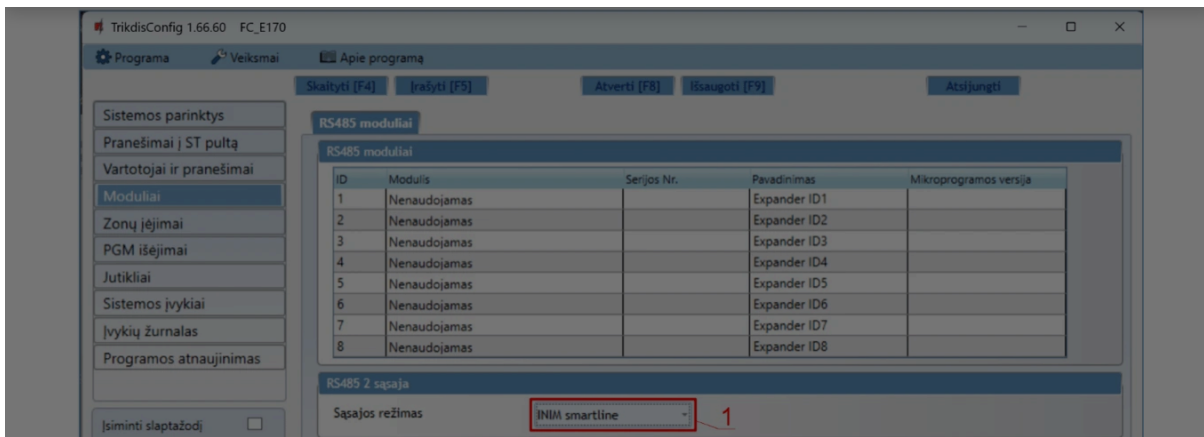 TrikdisConfig 1.66.60 FC_E170
Programa Veiksmai Apie programą
Skaityti [F4] Įrašyti [F5] Atverti [F8] Išsaugoti [F9] Atsijungti
Sistemos parinktys
Pranešimai į ST pultą
Vartotojai ir pranešimai
Moduliai
Zonų įėjimai
PGM išėjimai
Jutikliai
Sistemos įvykiai
Įvykių žurnalas
Programos atnaujinimas
Įsiminti slaptažodį
RS485 moduliai
RS485 moduliai
ID Modulis Serijos Nr. Pavadinimas Mikroprogramos versija
1 Nenaudojamas Expander ID1
2 Nenaudojamas Expander ID2
3 Nenaudojamas Expander ID3
4 Nenaudojamas Expander ID4
5 Nenaudojamas Expander ID5
6 Nenaudojamas Expander ID6
7 Nenaudojamas Expander ID7
8 Nenaudojamas Expander ID8
RS485 2 sąsaja
Sąsajos režimas INIM smartline 1